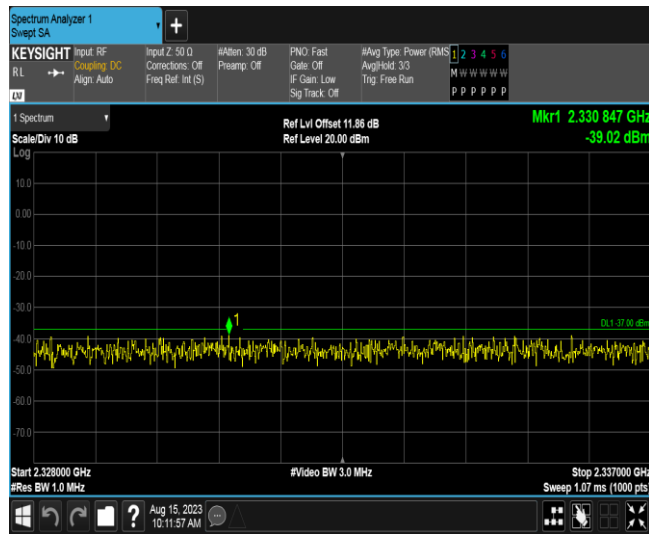 Spectrum Analyzer 1
Swept SA
+
KEYSIGHT
RL
LXI
Input: RF
Coupling: DC
Align: Auto
Input Z: 50 Ω
Corrections: Off
Freq Ref: Int (S)
#Atten: 30 dB
Preamp: Off
PNO: Fast
Gate: Off
IF Gain: Low
Sig Track: Off
#Avg Type: Power (RMS
Avg|Hold: 3/3
Trig: Free Run
1 2 3 4 5 6
M W W W W W
P P P P P P
1 Spectrum
Scale/Div 10 dB
Log
Ref Lvl Offset 11.86 dB
Ref Level 20.00 dBm
Mkr1 2.330 847 GHz
-39.02 dBm
10.0
0.00
-10.0
-20.0
-30.0
-40.0
-50.0
-60.0
-70.0
1
DL1 -37.00 dBm
Start 2.328000 GHz
#Res BW 1.0 MHz
#Video BW 3.0 MHz
Stop 2.337000 GHz
Sweep 1.07 ms (1000 pts)
?
Aug 15, 2023
10:11:57 AM